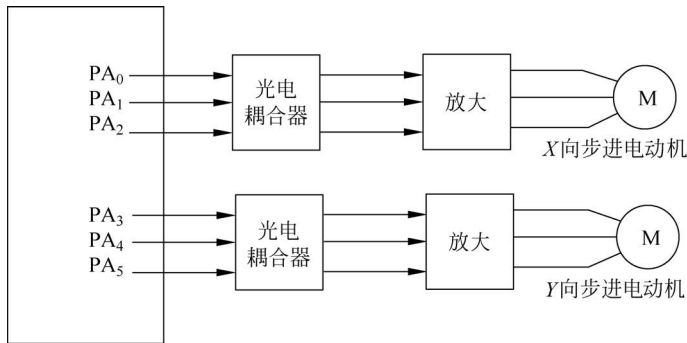 PA₀
PA₁
PA₂
光电
耦合器
放大
M
X向步进电动机
PA₃
PA₄
PA₅
光电
耦合器
放大
M
Y向步进电动机